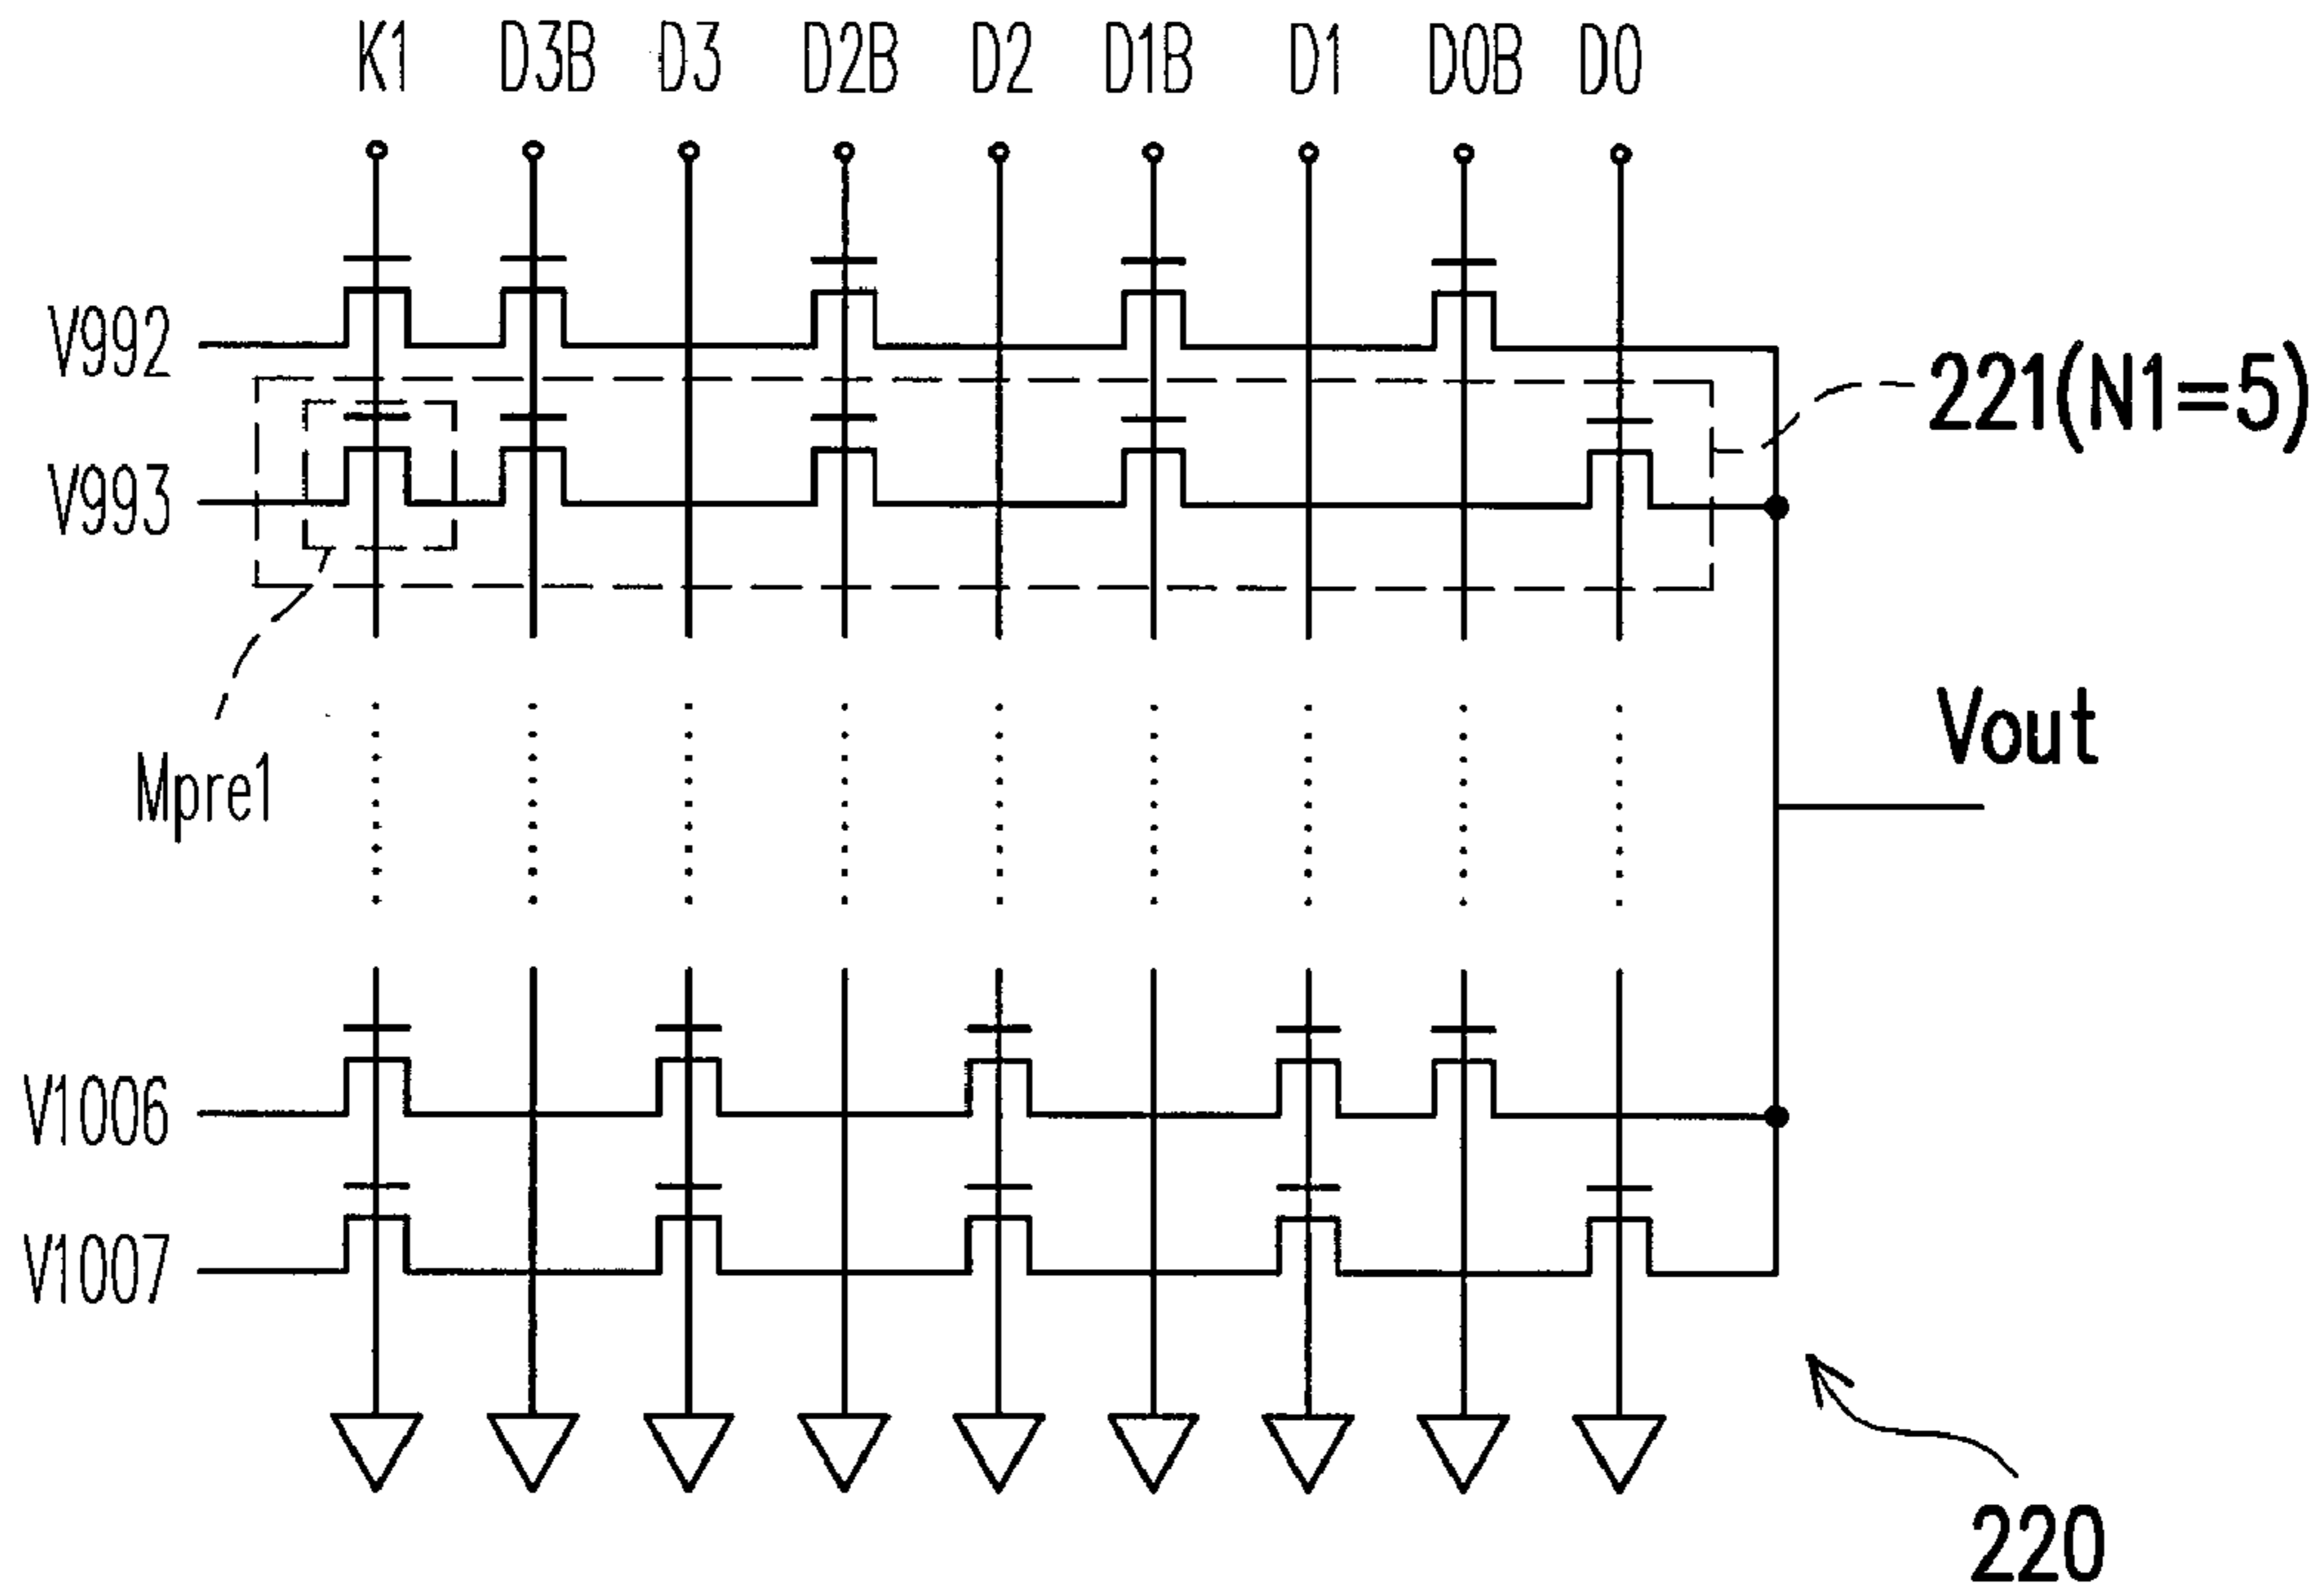 K1 D3B D3 D2B D2 D1B D1 D0B D0
V992
221(N1=5)
V993
Vout
Mpre1
V1006
V1007
220